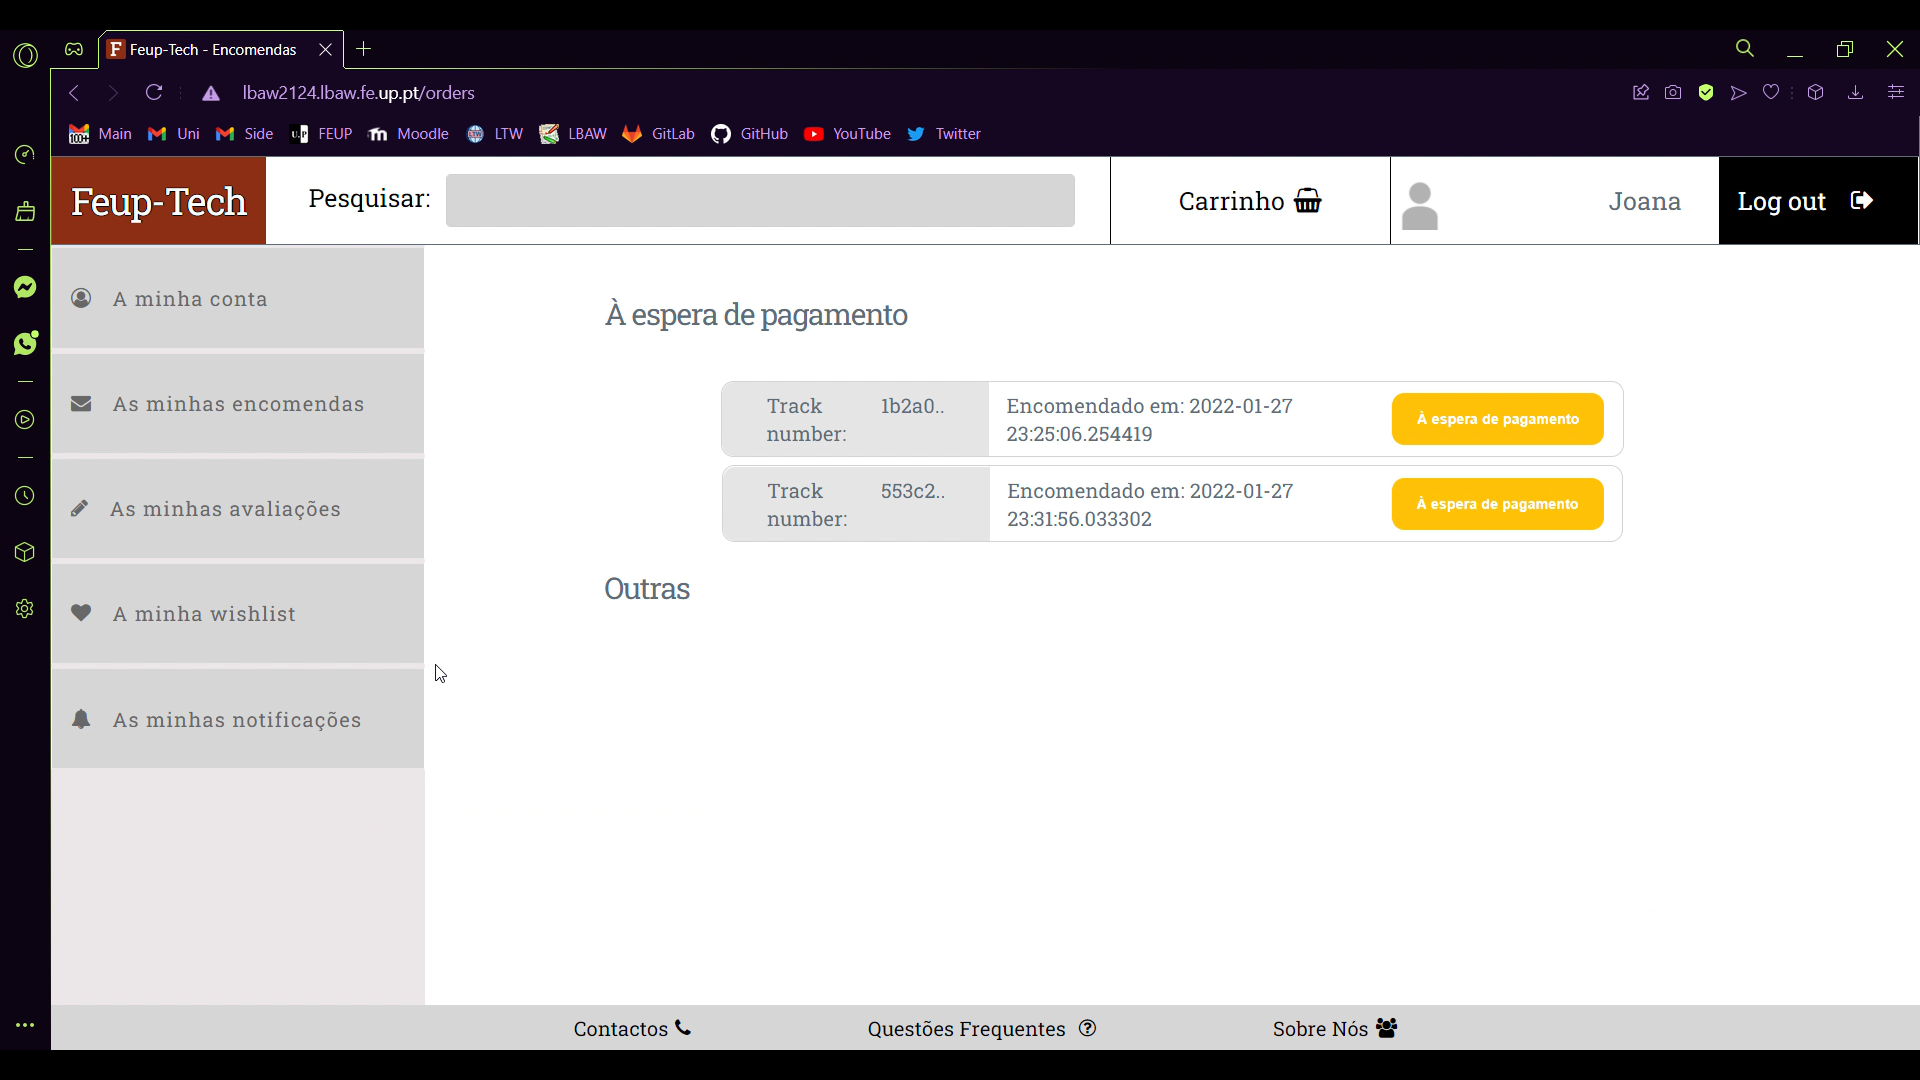 Feup-Tech - Encomendas
lbaw2124.lbaw.fe.up.pt/orders
Main Uni Side FEUP Moodle LTW LBAW GitLab GitHub YouTube Twitter
Feup-Tech Pesquisar: Carrinho Joana Log out
A minha conta
As minhas encomendas
As minhas avaliações
A minha wishlist
As minhas notificações
À espera de pagamento
Track number: 1b2a0.. Encomendado em: 2022-01-27 23:25:06.254419 À espera de pagamento
Track number: 553c2.. Encomendado em: 2022-01-27 23:31:56.033302 À espera de pagamento
Outras
Contactos Questões Frequentes Sobre Nós